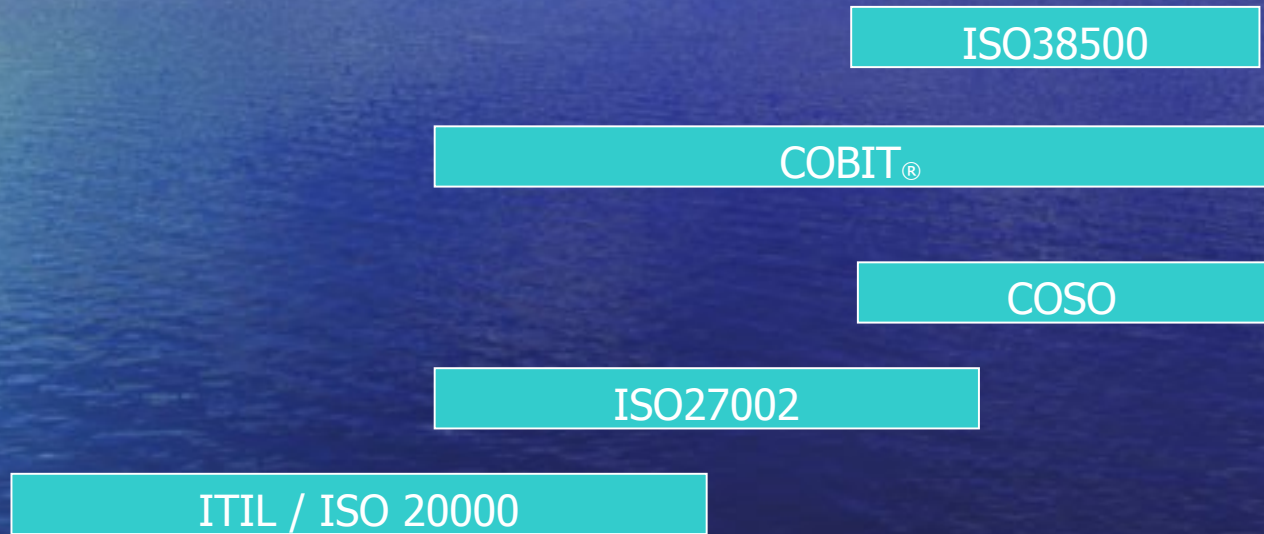 ISO38500
COBIT®
COSO
ISO27002
ITIL / ISO 20000